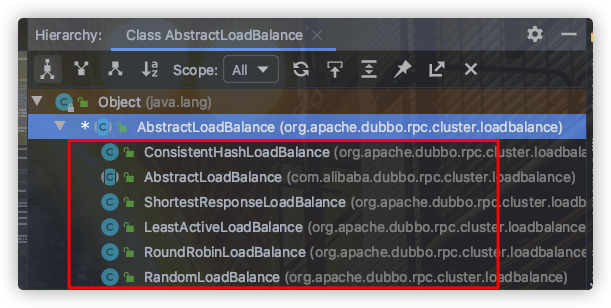 Hierarchy: Class AbstractLoadBalance
Scope: All
Object (java.lang)
* AbstractLoadBalance (org.apache.dubbo.rpc.cluster.loadbalance)
ConsistentHashLoadBalance (org.apache.dubbo.rpc.cluster.loadbala
AbstractLoadBalance (com.alibaba.dubbo.rpc.cluster.loadbalance)
ShortestResponseLoadBalance (org.apache.dubbo.rpc.cluster.loadba
LeastActiveLoadBalance (org.apache.dubbo.rpc.cluster.loadbalance)
RoundRobinLoadBalance (org.apache.dubbo.rpc.cluster.loadbalance)
RandomLoadBalance (org.apache.dubbo.rpc.cluster.loadbalance)